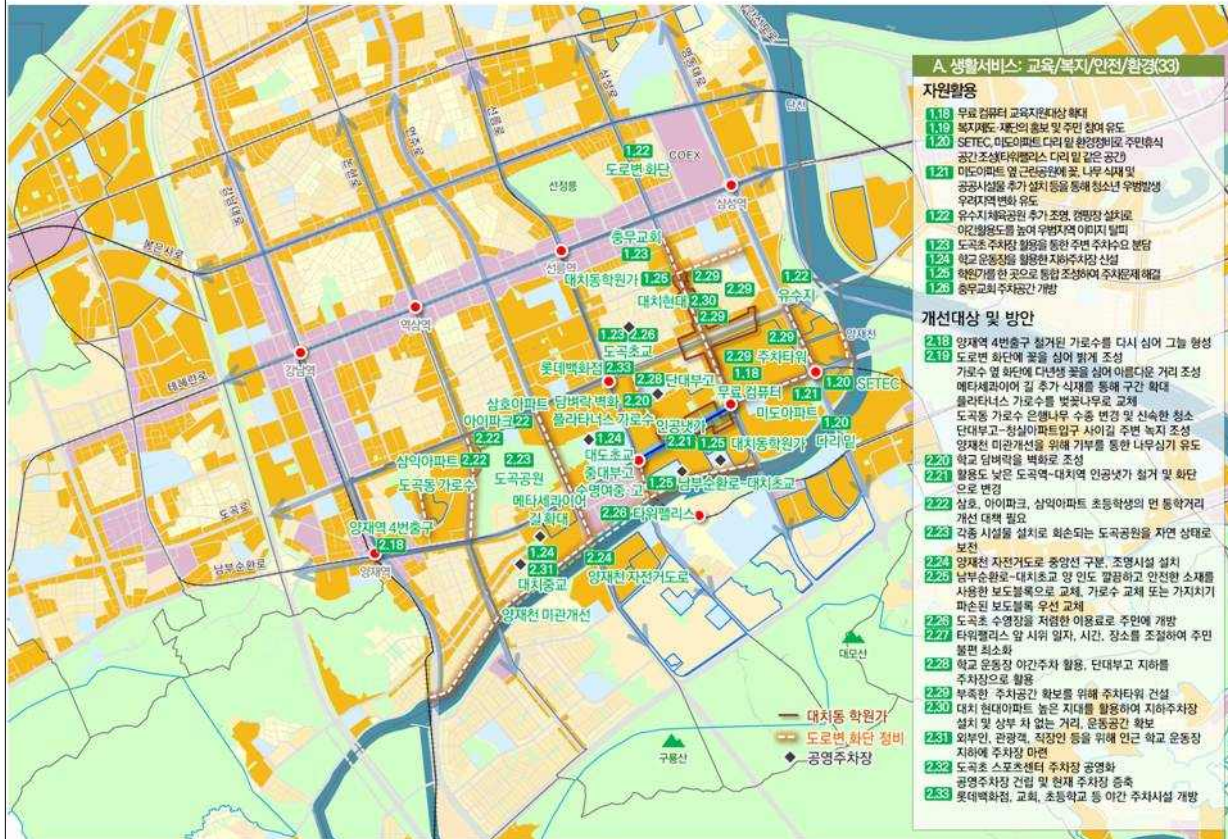 A. 생활서비스: 교육/복지/안전/환경(33)
자원활용
1.18 무료 컴퓨터 교육지원대상 확대
1.19 복지제도·재단의 홍보 및 주민 참여 유도
1.20 SETEC, 미도아파트 다리 밑 환경정비로 주민휴식
공간 조성(타워팰리스 다리 밑 같은 공간)
1.21 미도아파트 옆 근린공원에 꽃, 나무 식재 및
공공시설물 추가 설치 등을 통해 청소년 우범발생
우려지역 변화 유도
1.22 유수지체육공원 추가 조명, 캠핑장 설치로
야간활용도를 높여 우범지역 이미지 탈피
1.23 도곡초 주차장 활용을 통한 주변 주차수요 분담
1.24 학교 운동장을 활용한 지하주차장 신설
1.25 학원가를 한 곳으로 통합 조성하여 주차문제 해결
1.26 충무교회 주차공간 개방
개선대상 및 방안
2.18 양재역 4번출구 철거된 가로수를 다시 심어 그늘 형성
2.19 도로변 화단에 꽃을 심어 밝게 조성
가로수 옆 화단에 다년생 꽃을 심어 아름다운 거리 조성
메타세콰이어 길 추가 식재를 통해 구간 확대
플라타너스 가로수를 벚꽃나무로 교체
도곡동 가로수 은행나무 수종 변경 및 신속한 청소
단대부고-청실아파트입구 사이길 주변 녹지 조성
양재천 미관개선을 위해 기부를 통한 나무심기 유도
2.20 학교 담벼락을 벽화로 조성
2.21 활용도 낮은 도곡역-대치역 인공냇가 철거 및 화단
으로 변경
2.22 삼호, 아이파크, 삼익아파트 초등학생의 먼 통학거리
개선 대책 필요
2.23 각종 시설물 설치로 훼손되는 도곡공원을 자연 상태로
보전
2.24 양재천 자전거도로 중앙선 구분, 조명시설 설치
2.25 남부순환로-대치초교 앞 인도 깔끔하고 안전한 소재를
사용한 보도블록으로 교체, 가로수 교체 또는 가지치기
파손된 보도블록 우선 교체
2.26 도곡초 수영장을 저렴한 이용료로 주민에 개방
2.27 타워팰리스 앞 시위 일자, 시간, 장소를 조절하여 주민
불편 최소화
2.28 학교 운동장 야간주차 활용, 단대부고 지하를
주차장으로 활용
2.29 부족한 주차공간 확보를 위해 주차타워 건설
2.30 대치 현대아파트 높은 지대를 활용하여 지하주차장
설치 및 상부 차 없는 거리, 운동공간 확보
2.31 외부인, 관광객, 직장인 등을 위해 인근 학교 운동장
지하에 주차장 마련
2.32 도곡초 스포츠센터 주차장 공영화
공영주차장 건립 및 현재 주차장 증축
2.33 롯데백화점, 교회, 초등학교 등 야간 주차시설 개방
삼성로
영동대로
탄천
선릉로
언주로
논현로
강남대로
봉은사로
테헤란로
도곡로
남부순환로
COEX
선정릉
삼성역
선릉역
역삼역
강남역
양재역
양재천
대모산
구룡산
1.22
도로변 화단
충무교회
1.23
대치동학원가 1.25
2.29
대치현대 2.30
2.29
2.29
1.22
유수지
1.23 2.26
도곡초교
2.29
2.29 주차타워
롯데백화점
2.33
2.28 단대부고
1.18
무료 컴퓨터
1.20 SETEC
1.21
미도아파트
삼호아파트 담벼락 벽화 2.20
플라타너스 가로수
아이파크 2.22
2.22
인공냇가
2.21
1.20
다리 밑
1.25 대치동학원가
1.24
대도초교
중대부고
숙명여중·고
삼익아파트 2.22
도곡동 가로수
2.23
도곡공원
1.25 남부순환로-대치초교
메타세콰이어
길 확대
2.26 타워팰리스
양재역 4번출구
2.18
1.24
2.31
대치중교
2.24
양재천 자전거도로
양재천 미관개선
대치동 학원가
도로변 화단 정비
공영주차장